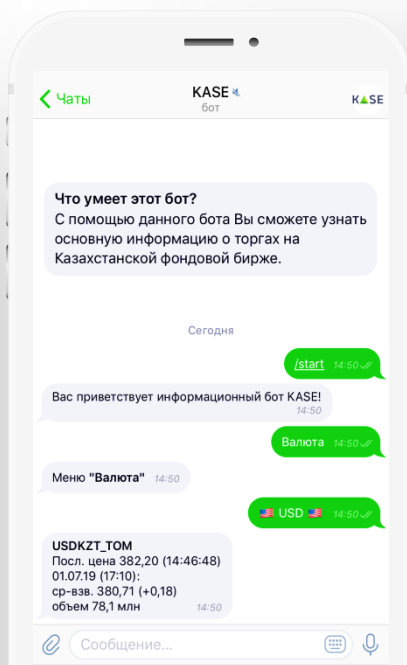 Чаты
KASE
бот
KASE
Что умеет этот бот?
С помощью данного бота Вы сможете узнать
основную информацию о торгах на
Казахстанской фондовой бирже.
Сегодня
/start 14:50
Вас приветствует информационный бот KASE!
14:50
Валюта 14:50
Меню "Валюта" 14:50
USD 14:50
USDKZT_TOM
Посл. цена 382,20 (14:46:48)
01.07.19 (17:10):
ср-взв. 380,71 (+0,18)
объем 78,1 млн 14:50
Сообщение...